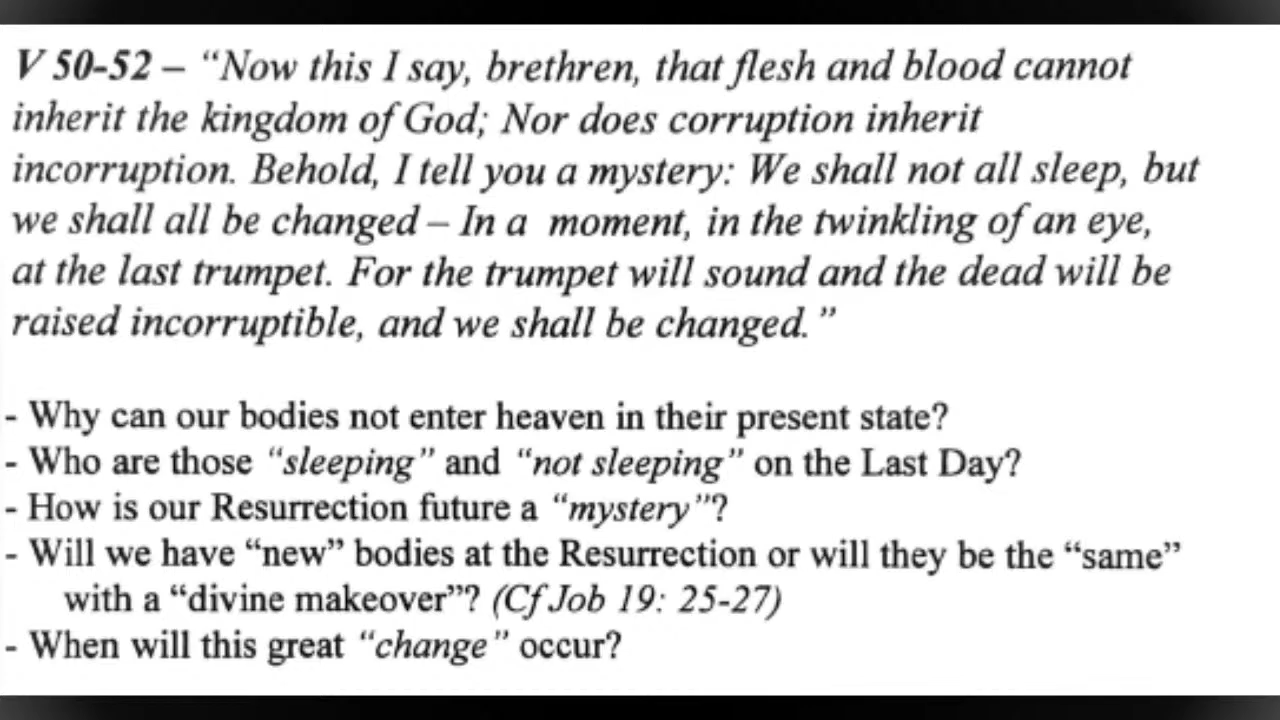 V 50-52 – “Now this I say, brethren, that flesh and blood cannot
inherit the kingdom of God; Nor does corruption inherit
incorruption. Behold, I tell you a mystery: We shall not all sleep, but
we shall all be changed – In a moment, in the twinkling of an eye,
at the last trumpet. For the trumpet will sound and the dead will be
raised incorruptible, and we shall be changed.”
- Why can our bodies not enter heaven in their present state?
- Who are those “sleeping” and “not sleeping” on the Last Day?
- How is our Resurrection future a “mystery”?
- Will we have “new” bodies at the Resurrection or will they be the “same”
with a “divine makeover”? (Cf Job 19: 25-27)
- When will this great “change” occur?